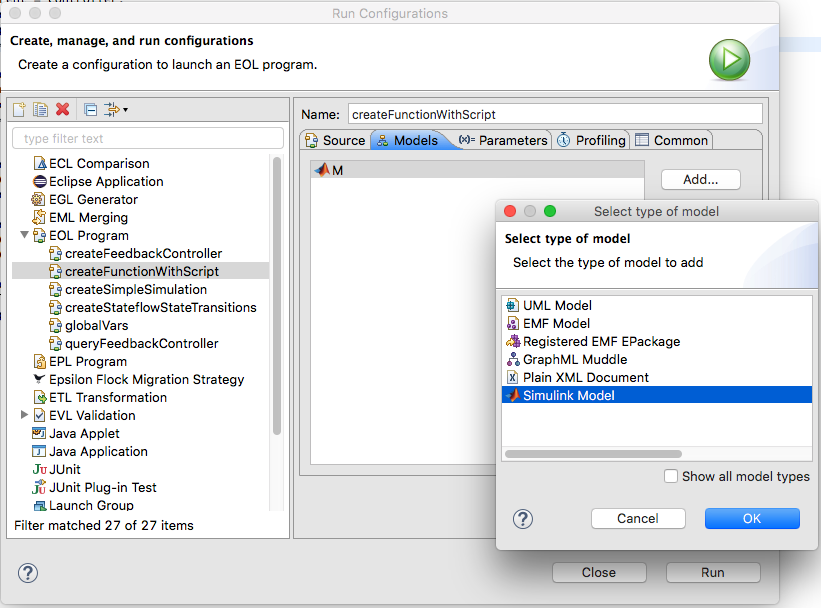 Run Configurations
Create, manage, and run configurations
Create a configuration to launch an EOL program.
type filter text
ECL Comparison
Eclipse Application
EGL Generator
EML Merging
EOL Program
createFeedbackController
createFunctionWithScript
createSimpleSimulation
createStateflowStateTransitions
globalVars
queryFeedbackController
EPL Program
Epsilon Flock Migration Strategy
ETL Transformation
EVL Validation
Java Applet
Java Application
JUnit
JUnit Plug-in Test
Launch Group
Filter matched 27 of 27 items
Name: createFunctionWithScript
Source Models (x)= Parameters Profiling Common
M
Add...
Select type of model
Select type of model
Select the type of model to add
UML Model
EMF Model
Registered EMF EPackage
GraphML Muddle
Plain XML Document
Simulink Model
Show all model types
Cancel OK
Close Run